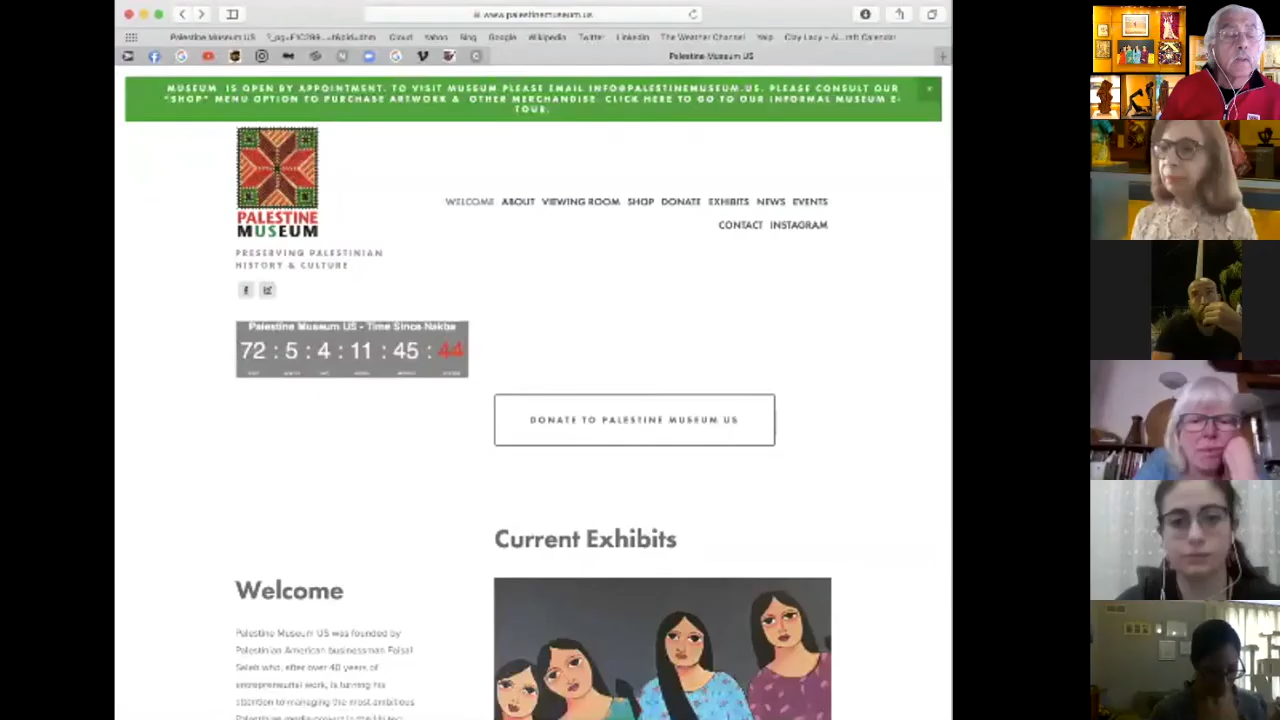 www.palestinemuseum.us
Palestine Museum US
Cloud Yahoo Bing Google Wikipedia Twitter LinkedIn The Weather Channel Yelp
Palestine Museum US
MUSEUM IS OPEN BY APPOINTMENT. TO VISIT MUSEUM PLEASE EMAIL INFO@PALESTINEMUSEUM.US. PLEASE CONSULT OUR
"SHOP" MENU OPTION TO PURCHASE ARTWORK & OTHER MERCHANDISE. CLICK HERE TO GO TO OUR INFORMAL MUSEUM E-
TOUR.
PALESTINE
MUSEUM
WELCOME ABOUT VIEWING ROOM SHOP DONATE EXHIBITS NEWS EVENTS
CONTACT INSTAGRAM
PRESERVING PALESTINIAN
HISTORY & CULTURE
Palestine Museum US - Time Since Nakba
72 : 5 : 4 : 11 : 45 : 44
DONATE TO PALESTINE MUSEUM US
Current Exhibits
Welcome
Palestine Museum US was founded by
Palestinian American businessman Faisal
Saleh who, after over 40 years of
entrepreneurial work, is turning his
attention to managing the most ambitious